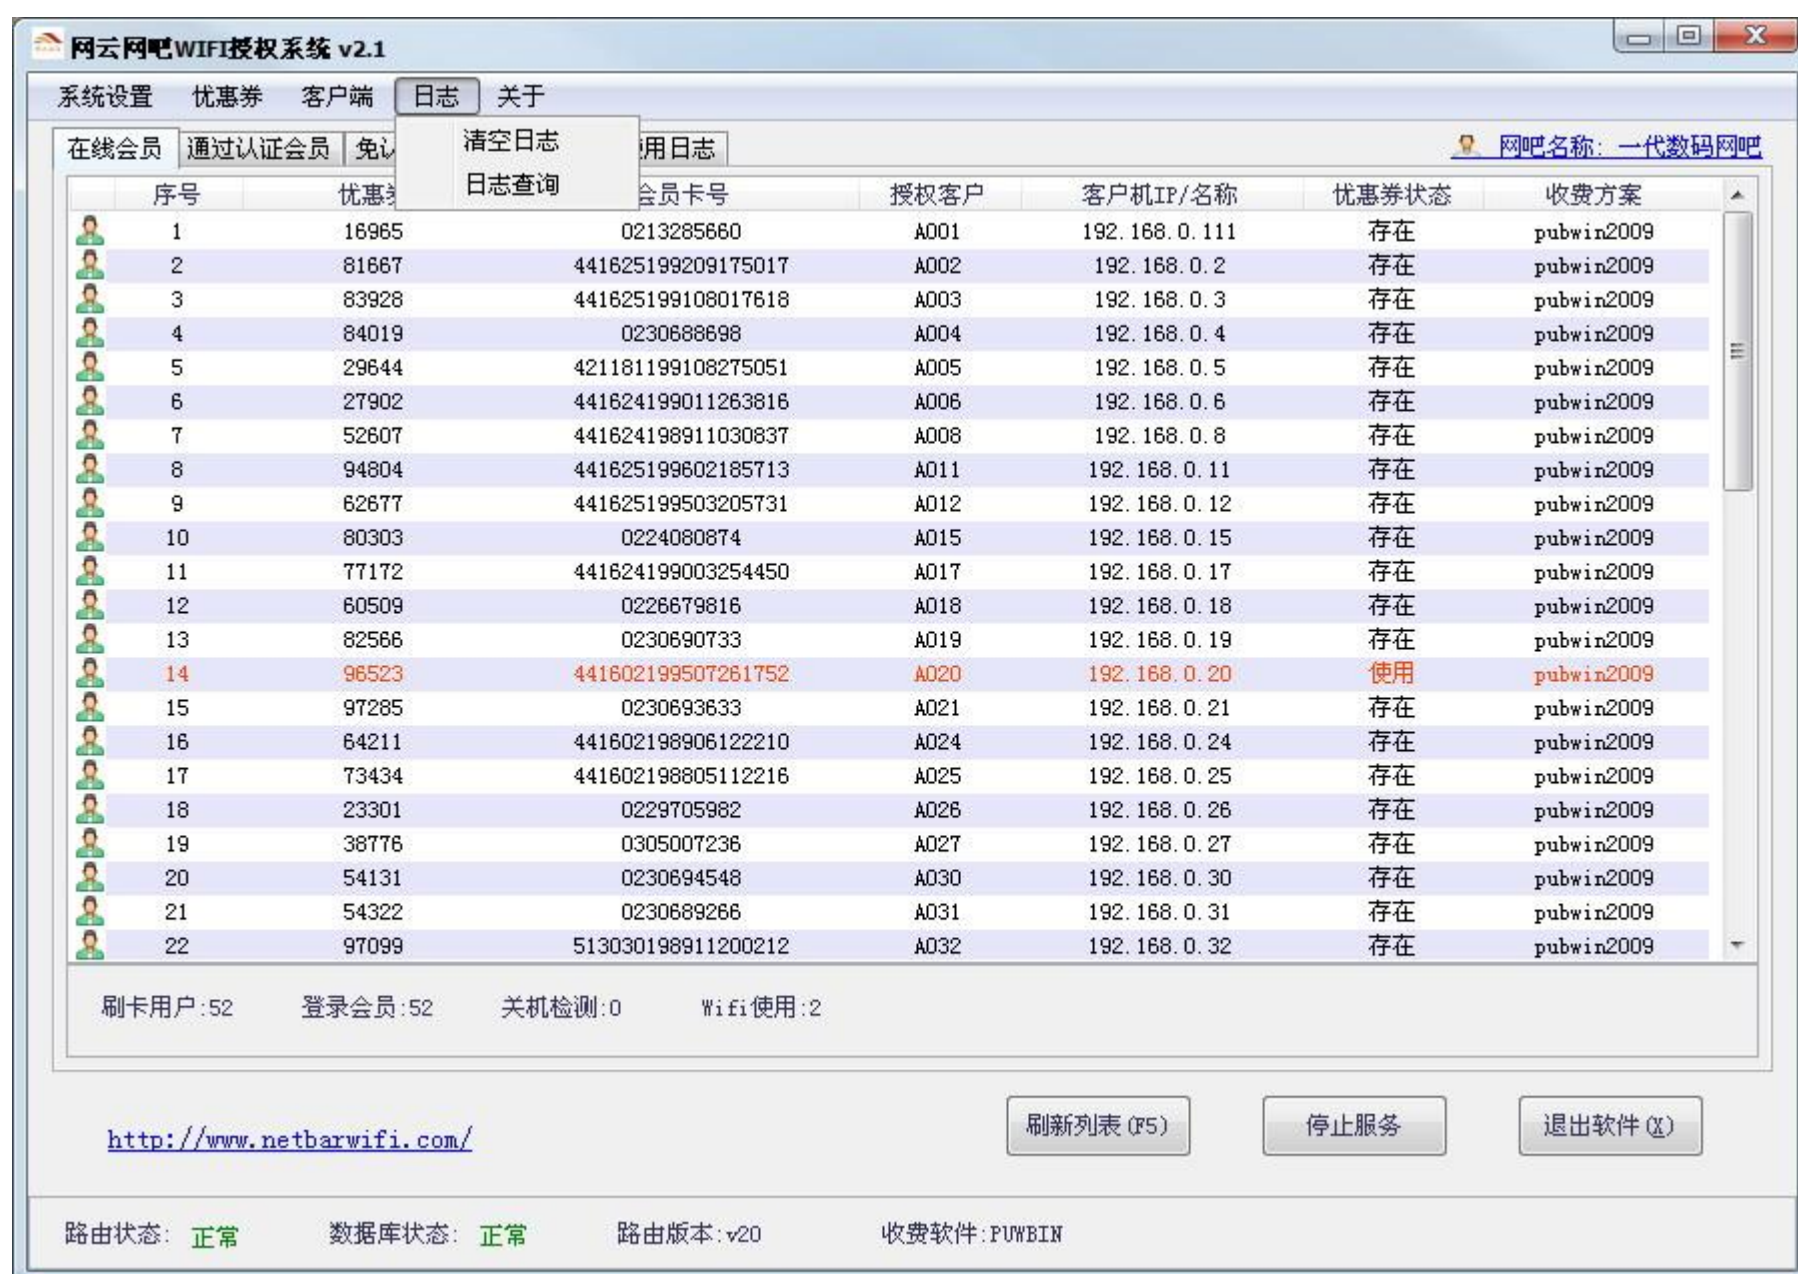 网云网吧WIFI授权系统 v2.1
系统设置 优惠券 客户端 日志 关于
清空日志
日志查询
在线会员 通过认证会员 用日志 网吧名称: 一代数码网吧
序号 会员卡号 授权客户 客户机IP/名称 优惠券状态 收费方案
1 16965 0213285660 A001 192.168.0.111 存在 pubwin2009
2 81667 441625199209175017 A002 192.168.0.2 存在 pubwin2009
3 83928 441625199108017618 A003 192.168.0.3 存在 pubwin2009
4 84019 0230688698 A004 192.168.0.4 存在 pubwin2009
5 29644 421181199108275051 A005 192.168.0.5 存在 pubwin2009
6 27902 441624199011263816 A006 192.168.0.6 存在 pubwin2009
7 52607 441624198911030837 A008 192.168.0.8 存在 pubwin2009
8 94804 441625199602185713 A011 192.168.0.11 存在 pubwin2009
9 62677 441625199503205731 A012 192.168.0.12 存在 pubwin2009
10 80303 0224080874 A015 192.168.0.15 存在 pubwin2009
11 77172 441624199003254450 A017 192.168.0.17 存在 pubwin2009
12 60509 0226679816 A018 192.168.0.18 存在 pubwin2009
13 82566 0230690733 A019 192.168.0.19 存在 pubwin2009
14 96523 441602199507261752 A020 192.168.0.20 使用 pubwin2009
15 97285 0230693633 A021 192.168.0.21 存在 pubwin2009
16 64211 441602198906122210 A024 192.168.0.24 存在 pubwin2009
17 73434 441602198805112216 A025 192.168.0.25 存在 pubwin2009
18 23301 0229705982 A026 192.168.0.26 存在 pubwin2009
19 38776 0305007236 A027 192.168.0.27 存在 pubwin2009
20 54131 0230694548 A030 192.168.0.30 存在 pubwin2009
21 54322 0230689266 A031 192.168.0.31 存在 pubwin2009
22 97099 513030198911200212 A032 192.168.0.32 存在 pubwin2009
刷卡用户:52 登录会员:52 关机检测:0 Wifi使用:2
http://www.netbarwifi.com/ 刷新列表(F5) 停止服务 退出软件(X)
路由状态: 正常 数据库状态: 正常 路由版本:v20 收费软件:PUWBIN